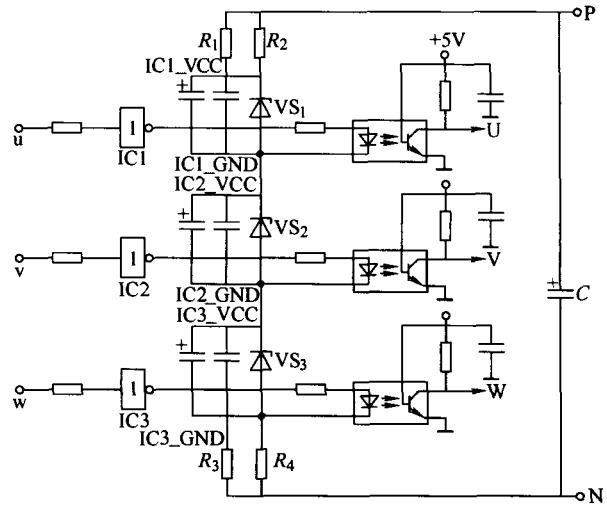 P
R1 R2
+5V
IC1_VCC
VS1
u
1
IC1
U
IC1_GND
IC2_VCC
VS2
v
1
IC2
V
IC2_GND
IC3_VCC
C
VS3
w
1
IC3
W
IC3_GND
R3 R4
N